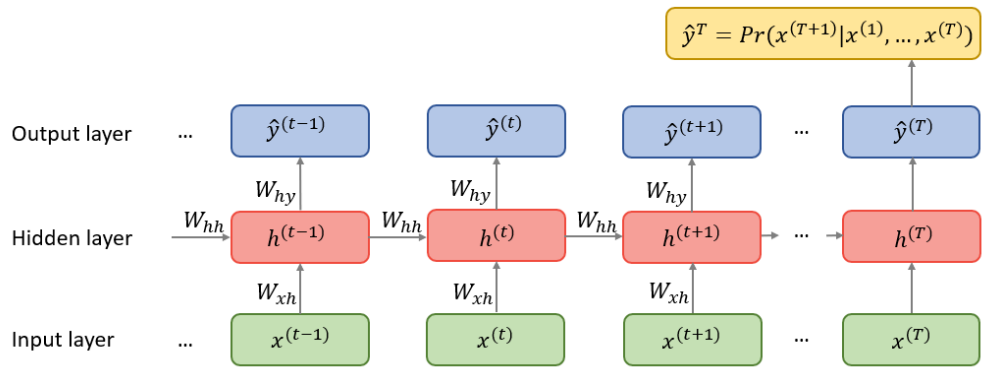 ŷᵀ = Pr(x⁽ᵀ⁺¹⁾|x⁽¹⁾, …, x⁽ᵀ⁾)
Output layer ... ŷ⁽ᵗ⁻¹⁾ ŷ⁽ᵗ⁾ ŷ⁽ᵗ⁺¹⁾ ... ŷ⁽ᵀ⁾
W_hy W_hy W_hy
W_hh W_hh W_hh
Hidden layer h⁽ᵗ⁻¹⁾ h⁽ᵗ⁾ h⁽ᵗ⁺¹⁾ ... h⁽ᵀ⁾
W_xh W_xh W_xh
Input layer ... x⁽ᵗ⁻¹⁾ x⁽ᵗ⁾ x⁽ᵗ⁺¹⁾ ... x⁽ᵀ⁾